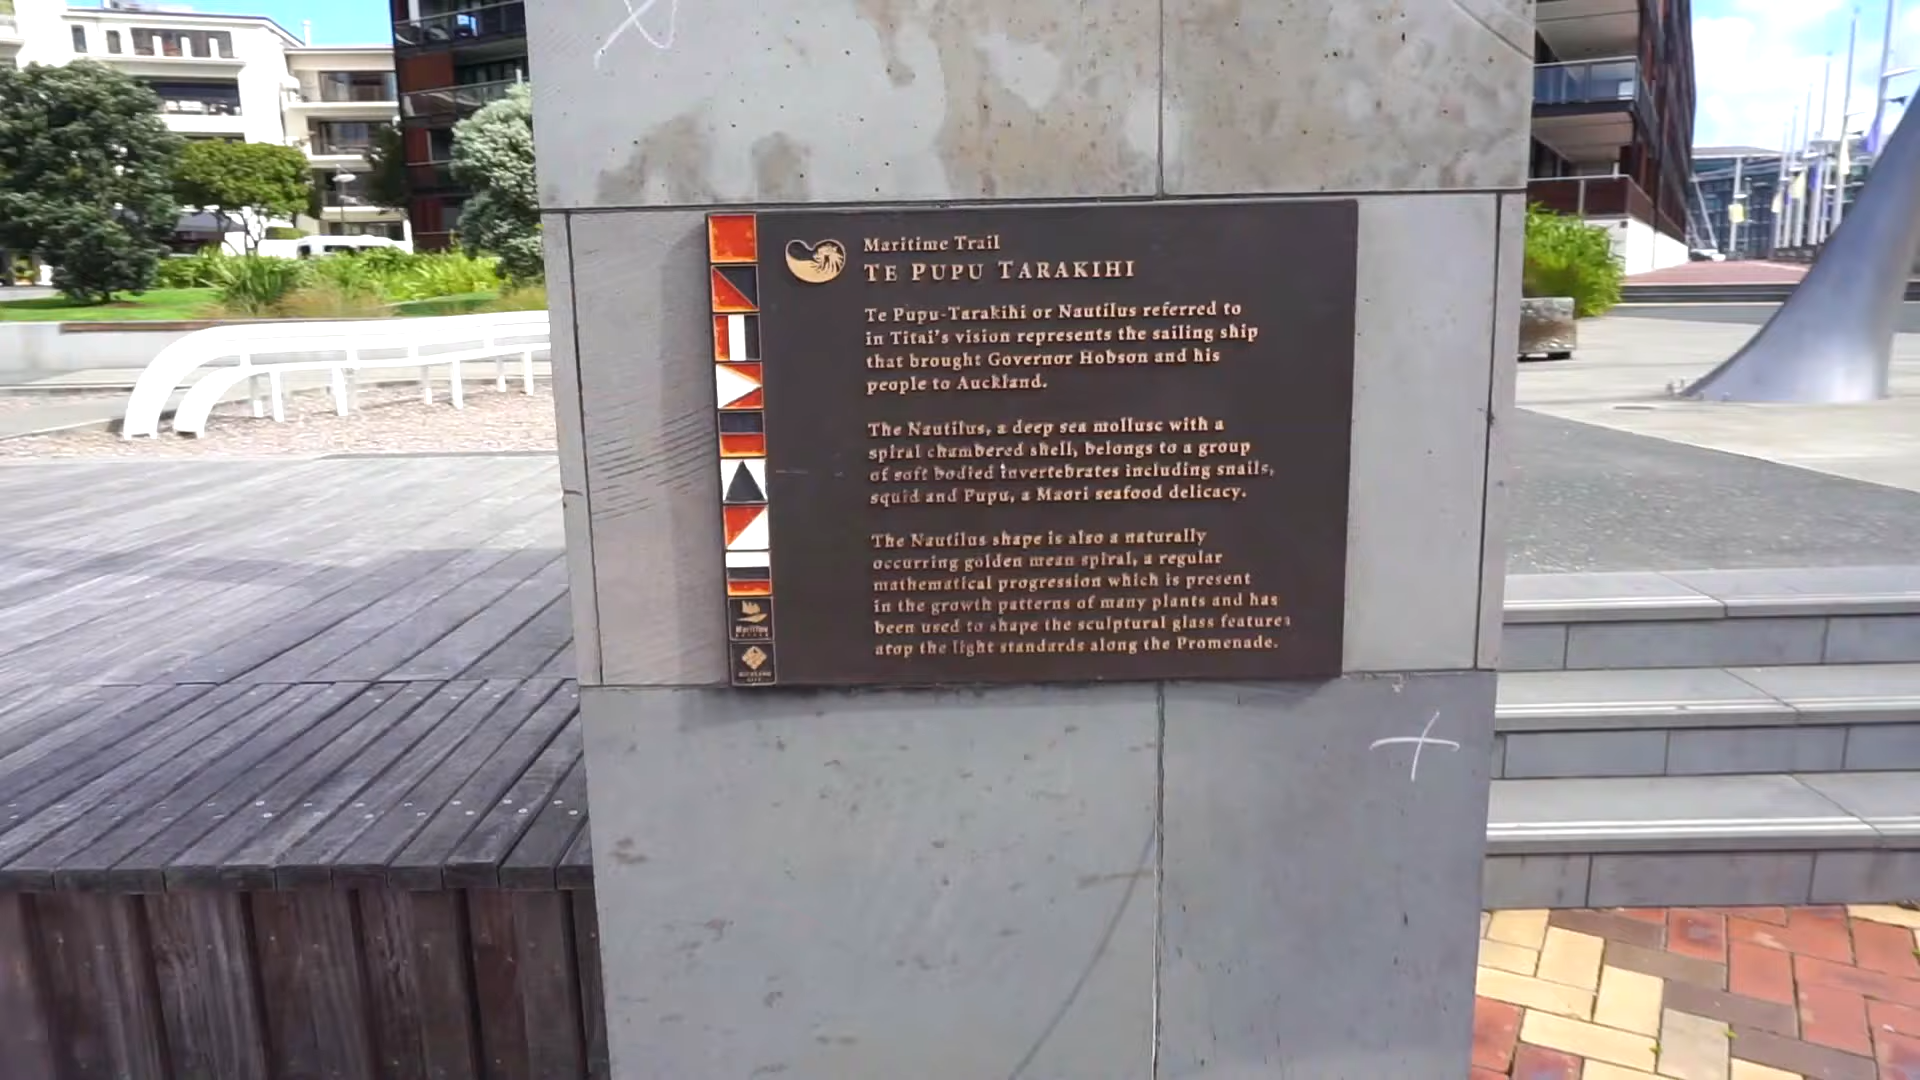 Maritime Trail
TE PUPU TARAKIHI
Te Pupu-Tarakihi or Nautilus referred to
in Titai's vision represents the sailing ship
that brought Governor Hobson and his
people to Auckland.
The Nautilus, a deep sea mollusc with a
spiral chambered shell, belongs to a group
of soft bodied invertebrates including snails,
squid and Pupu, a Maori seafood delicacy.
The Nautilus shape is also a naturally
occurring golden mean spiral, a regular
mathematical progression which is present
in the growth patterns of many plants and has
been used to shape the sculptural glass features
atop the light standards along the Promenade.
Maritime
AUCKLAND
CITY